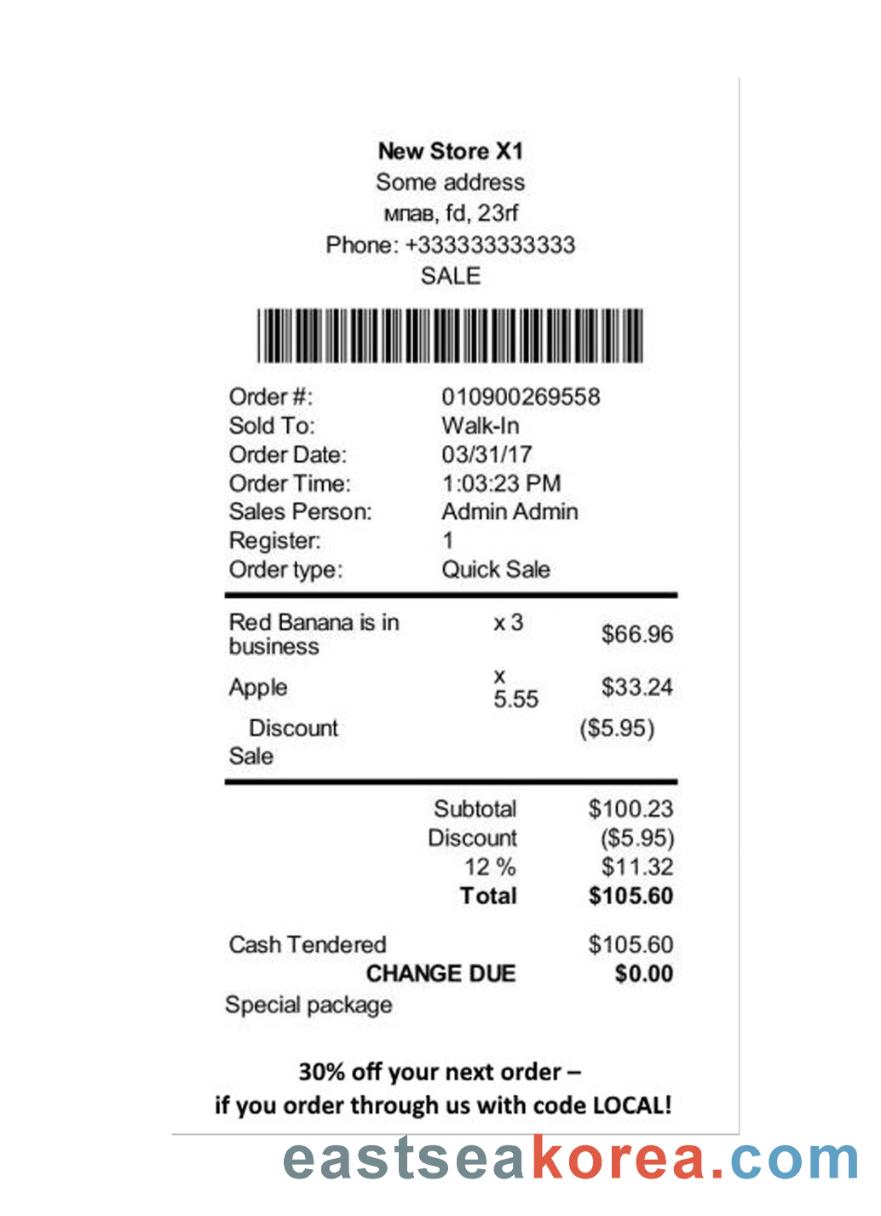 New Store X1
Some address
мпав, fd, 23rf
Phone: +333333333333
SALE
Order #: 010900269558
Sold To: Walk-In
Order Date: 03/31/17
Order Time: 1:03:23 PM
Sales Person: Admin Admin
Register: 1
Order type: Quick Sale
Red Banana is in business x 3 $66.96
Apple x 5.55 $33.24
Discount ($5.95)
Sale
Subtotal $100.23
Discount ($5.95)
12 % $11.32
Total $105.60
Cash Tendered $105.60
CHANGE DUE $0.00
Special package
30% off your next order –
if you order through us with code LOCAL!
eastseakorea.com